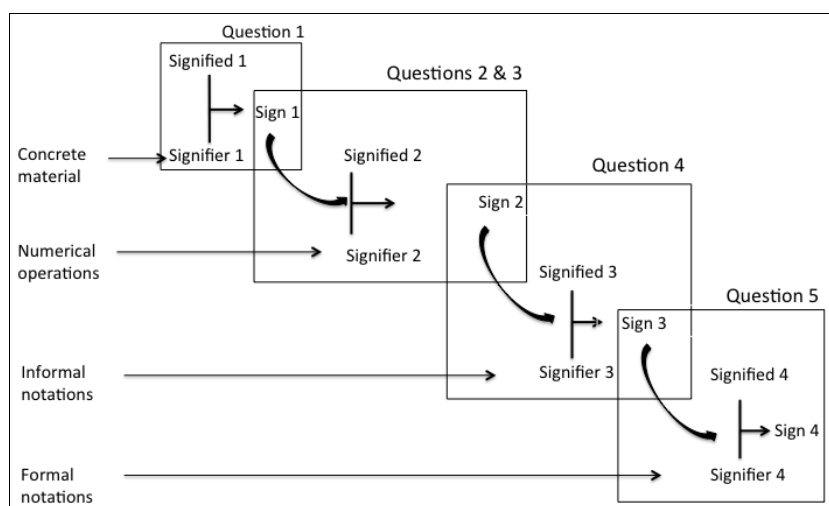 Question 1
Signified 1
Questions 2 & 3
Sign 1
Concrete
material
Signifier 1
Signified 2
Question 4
Sign 2
Numerical
operations
Signifier 2
Signified 3
Question 5
Sign 3
Informal
notations
Signifier 3
Signified 4
Sign 4
Formal
notations
Signifier 4